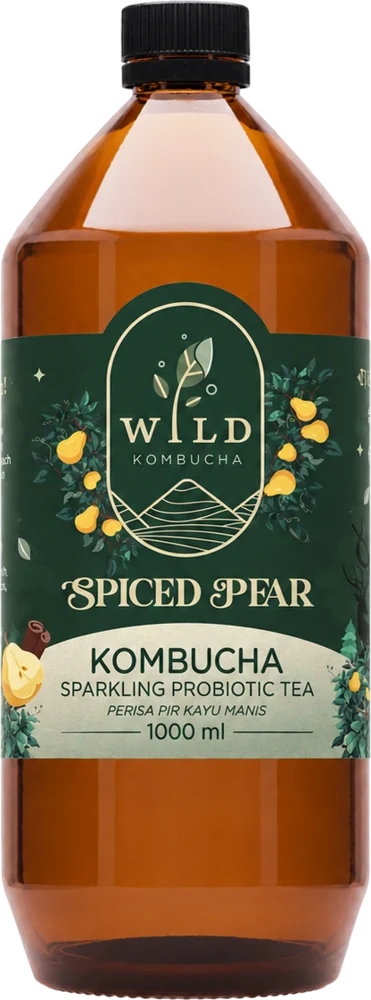 WILD
KOMBUCHA
SPICED PEAR
KOMBUCHA
SPARKLING PROBIOTIC TEA
PERISA PIR KAYU MANIS
1000 ml